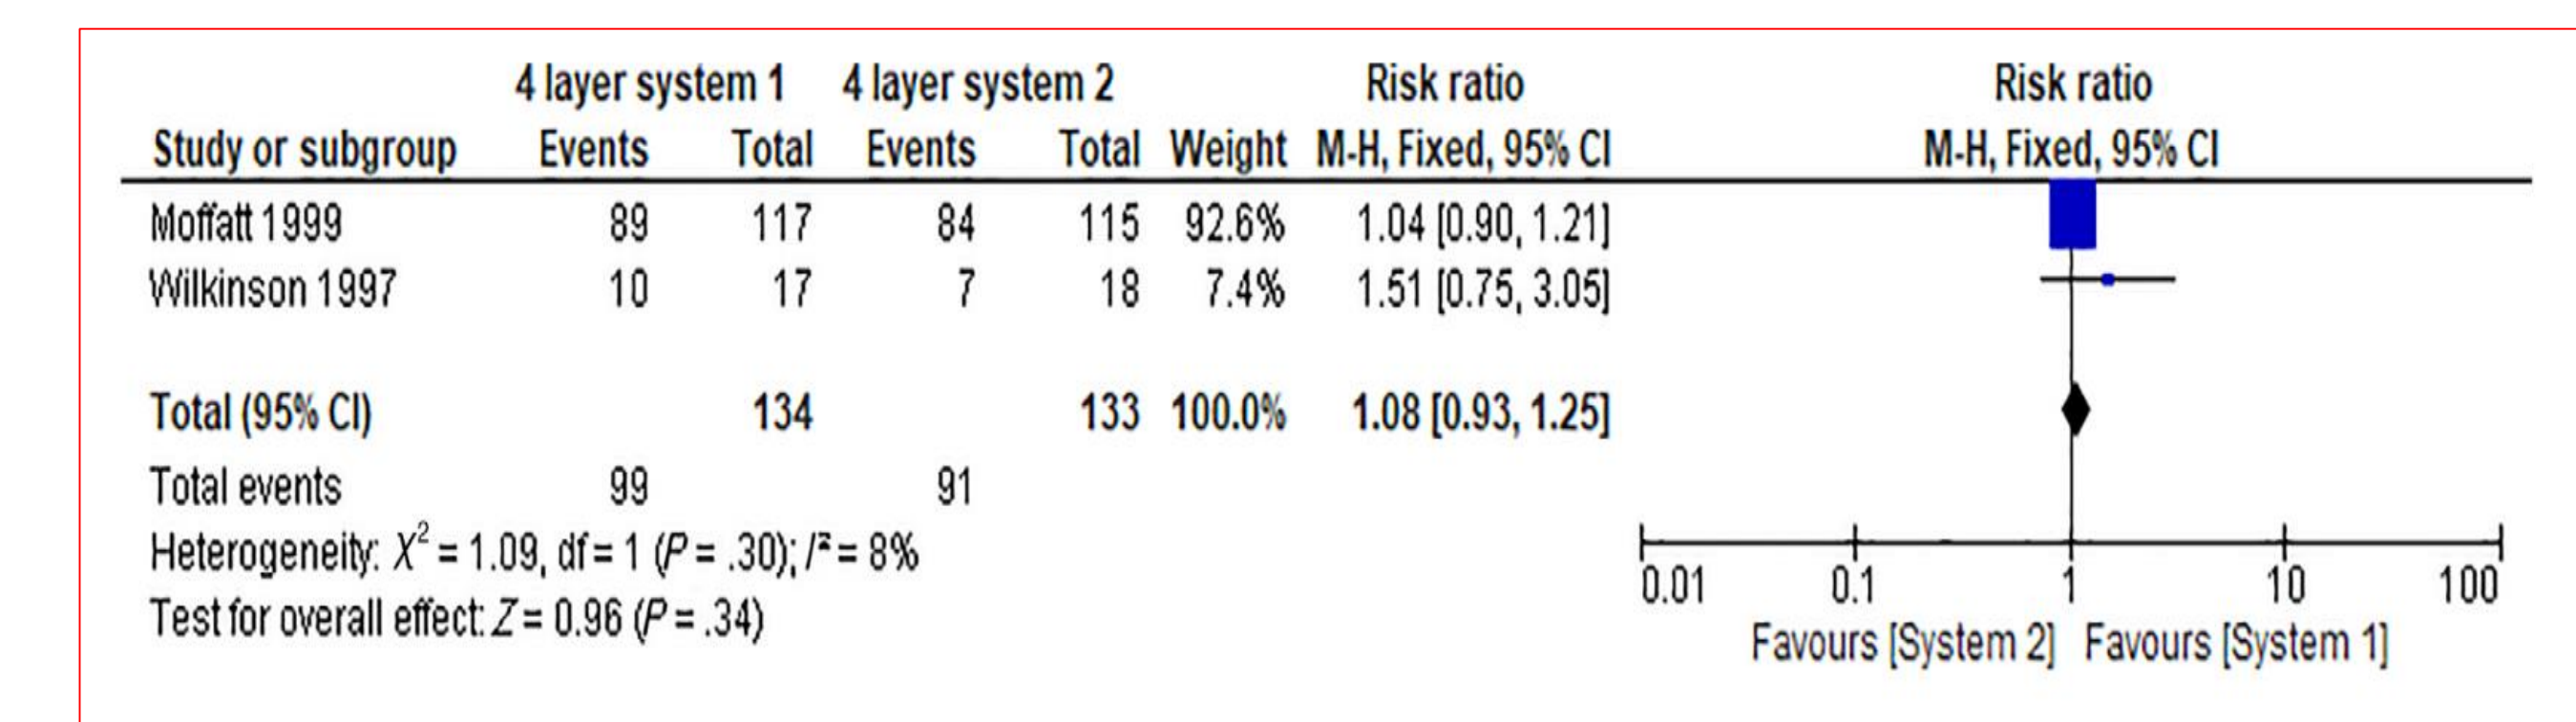 4 layer system 1 4 layer system 2 Risk ratio Risk ratio
Study or subgroup Events Total Events Total Weight M-H, Fixed, 95% CI M-H, Fixed, 95% CI
Moffatt 1999 89 117 84 115 92.6% 1.04 [0.90, 1.21]
Wilkinson 1997 10 17 7 18 7.4% 1.51 [0.75, 3.05]
Total (95% CI) 134 133 100.0% 1.08 [0.93, 1.25]
Total events 99 91
Heterogeneity: X² = 1.09, df = 1 (P = .30); I² = 8%
Test for overall effect: Z = 0.96 (P = .34)
0.01 0.1 1 10 100
Favours [System 2] Favours [System 1]